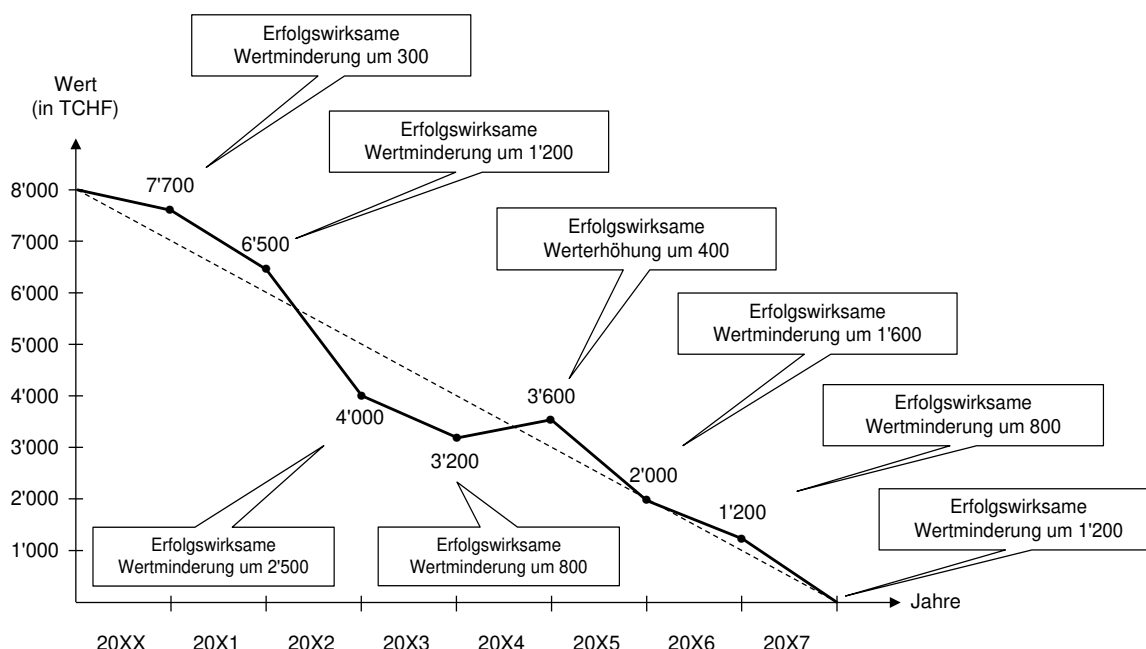 Erfolgswirksame
Wertminderung um 300
Wert
(in TCHF)
Erfolgswirksame
Wertminderung um 1'200
8'000
7'700
7'000
6'500
Erfolgswirksame
Werterhöhung um 400
6'000
Erfolgswirksame
Wertminderung um 1'600
5'000
4'000
4'000
3'600
Erfolgswirksame
Wertminderung um 800
3'000
3'200
2'000
2'000
1'200
Erfolgswirksame
Wertminderung um 1'200
1'000
Erfolgswirksame
Wertminderung um 2'500
Erfolgswirksame
Wertminderung um 800
Jahre
20XX 20X1 20X2 20X3 20X4 20X5 20X6 20X7